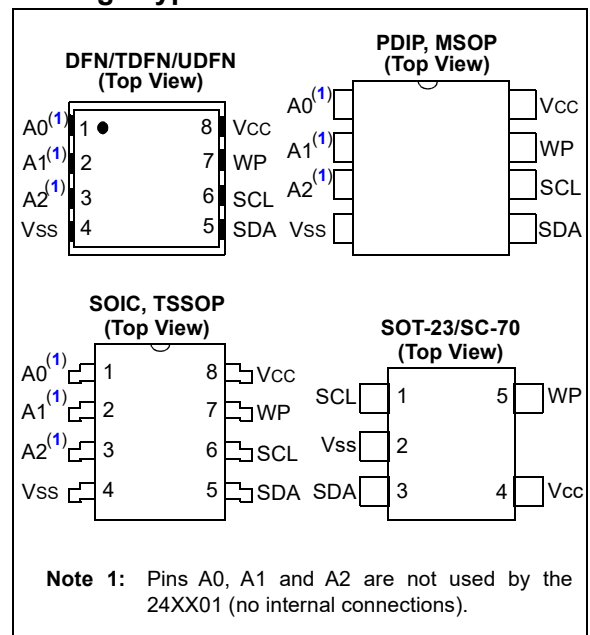 DFN/TDFN/UDFN
(Top View)
A0(1) 1 8 VCC
A1(1) 2 7 WP
A2(1) 3 6 SCL
VSS 4 5 SDA
PDIP, MSOP
(Top View)
A0(1) VCC
A1(1) WP
A2(1) SCL
VSS SDA
SOIC, TSSOP
(Top View)
A0(1) 1 8 VCC
A1(1) 2 7 WP
A2(1) 3 6 SCL
VSS 4 5 SDA
SOT-23/SC-70
(Top View)
SCL 1 5 WP
Vss 2
SDA 3 4 Vcc
Note 1: Pins A0, A1 and A2 are not used by the
24XX01 (no internal connections).